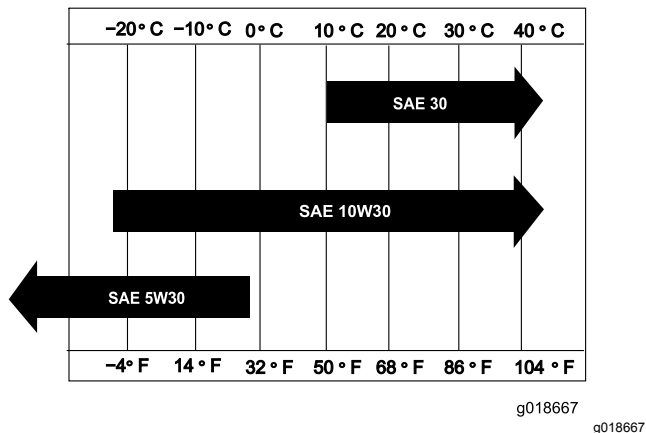 −20° C −10° C 0° C 10° C 20° C 30° C 40° C
SAE 30
SAE 10W30
SAE 5W30
−4° F 14° F 32° F 50° F 68° F 86° F 104 ° F
g018667
g018667